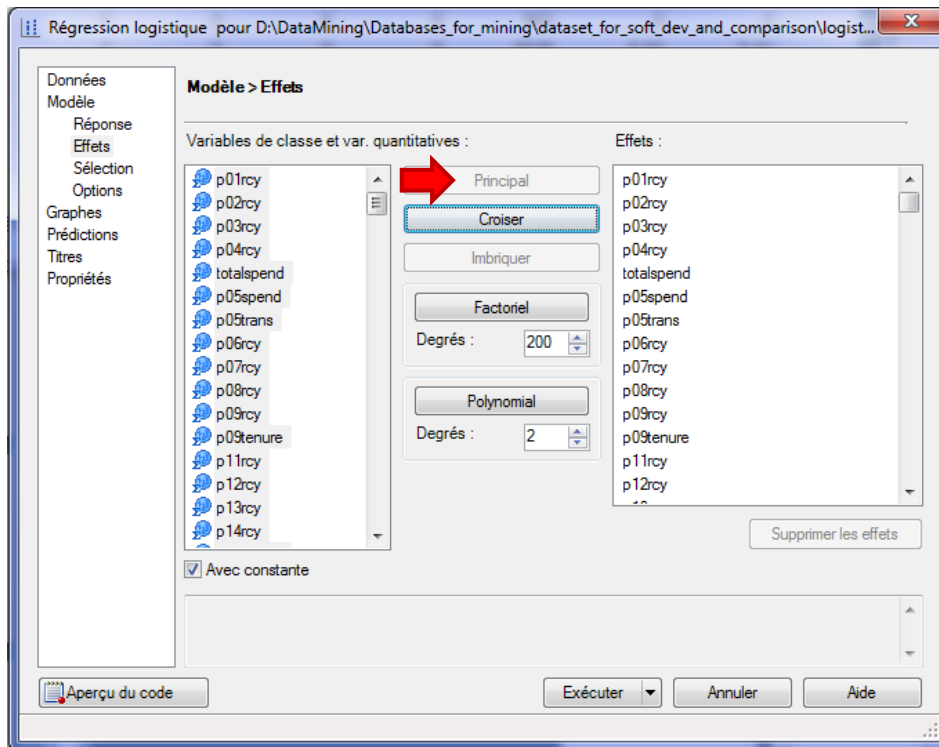 Régression logistique pour D:\DataMining\Databases_for_mining\dataset_for_soft_dev_and_comparison\logist...
Données
Modèle
Réponse
Effets
Sélection
Options
Graphes
Prédictions
Titres
Propriétés
Modèle > Effets
Variables de classe et var. quantitatives :
p01rcy
p02rcy
p03rcy
p04rcy
totalspend
p05spend
p05trans
p06rcy
p07rcy
p08rcy
p09rcy
p09tenure
p11rcy
p12rcy
p13rcy
p14rcy
Principal
Croiser
Imbriquer
Factoriel
Degrés : 200
Polynomial
Degrés : 2
Effets :
p01rcy
p02rcy
p03rcy
p04rcy
totalspend
p05spend
p05trans
p06rcy
p07rcy
p08rcy
p09rcy
p09tenure
p11rcy
p12rcy
Supprimer les effets
Avec constante
Aperçu du code
Exécuter
Annuler
Aide